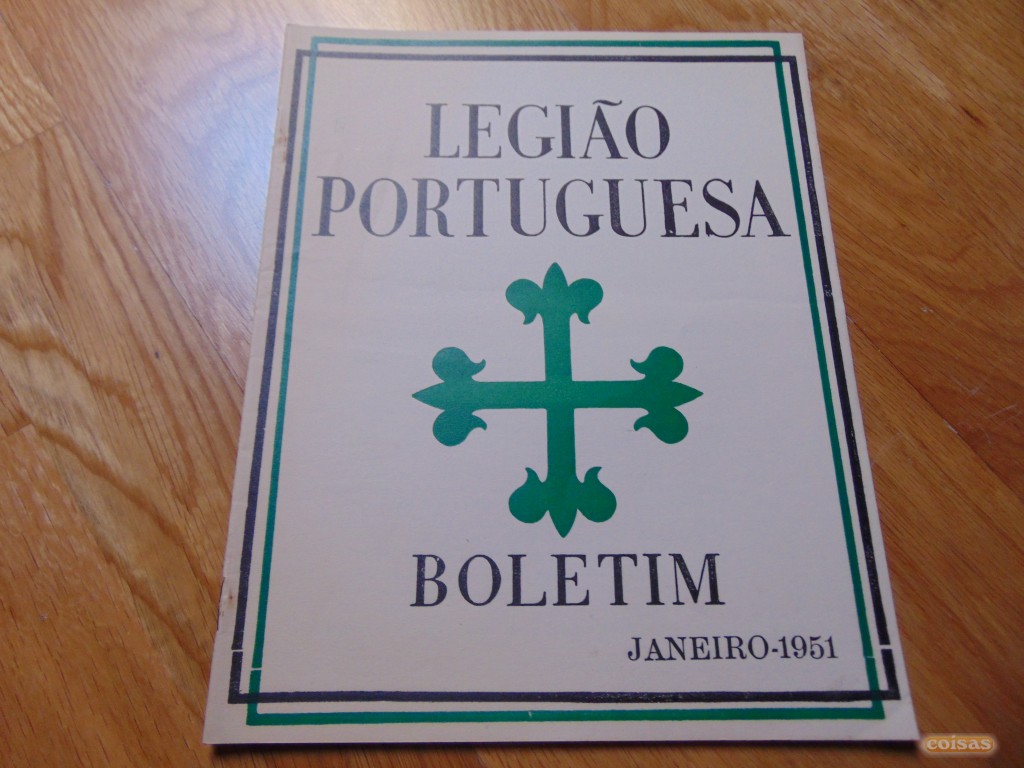 LEGIÃO
PORTUGUESA
BOLETIM
JANEIRO-1951
coisas